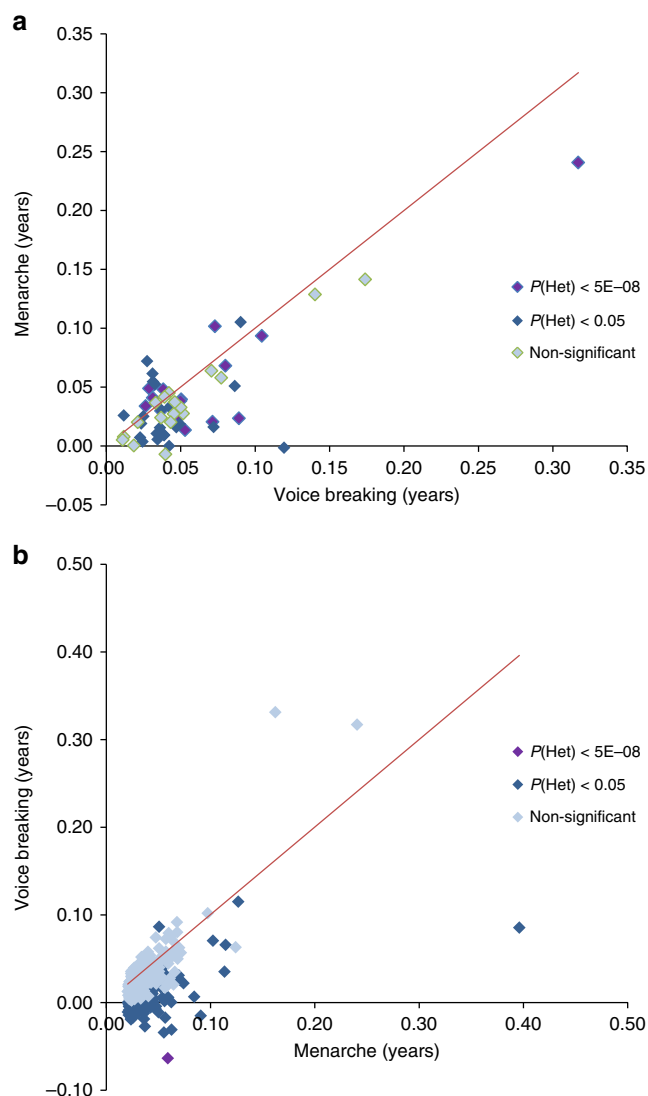 a
0.35
0.30
0.25
0.20
0.15
0.10
0.05
0.00
−0.05
Menarche (years)
0.00 0.05 0.10 0.15 0.20 0.25 0.30 0.35
Voice breaking (years)
P(Het) < 5E−08
P(Het) < 0.05
Non-significant
b
0.50
0.40
0.30
0.20
0.10
0.00
−0.10
Voice breaking (years)
0.00 0.10 0.20 0.30 0.40 0.50
Menarche (years)
P(Het) < 5E−08
P(Het) < 0.05
Non-significant